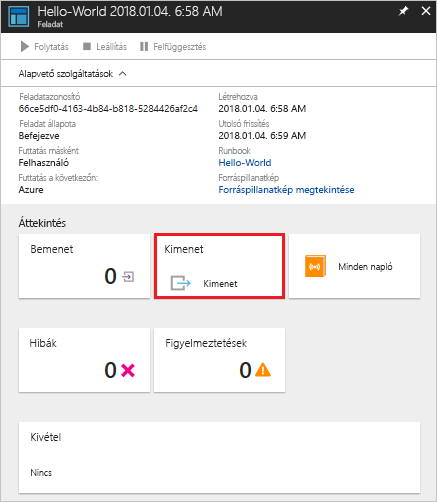 Hello-World 2018.01.04. 6:58 AM
Feladat
Folytatás Leállítás Felfüggesztés
Alapvető szolgáltatások
Feladatazonosító Létrehozva
66ce5df0-4163-4b84-b818-5284426af2c4 2018.01.04. 6:58 AM
Feladat állapota Utolsó frissítés
Befejezve 2018.01.04. 6:59 AM
Futtatás másként Runbook
Felhasználó Hello-World
Futtatás a következőn: Forráspillanatkép
Azure Forráspillanatkép megtekintése
Áttekintés
Bemenet Kimenet
0 Kimenet Minden napló
Hibák Figyelmeztetések
0 0
Kivétel
Nincs